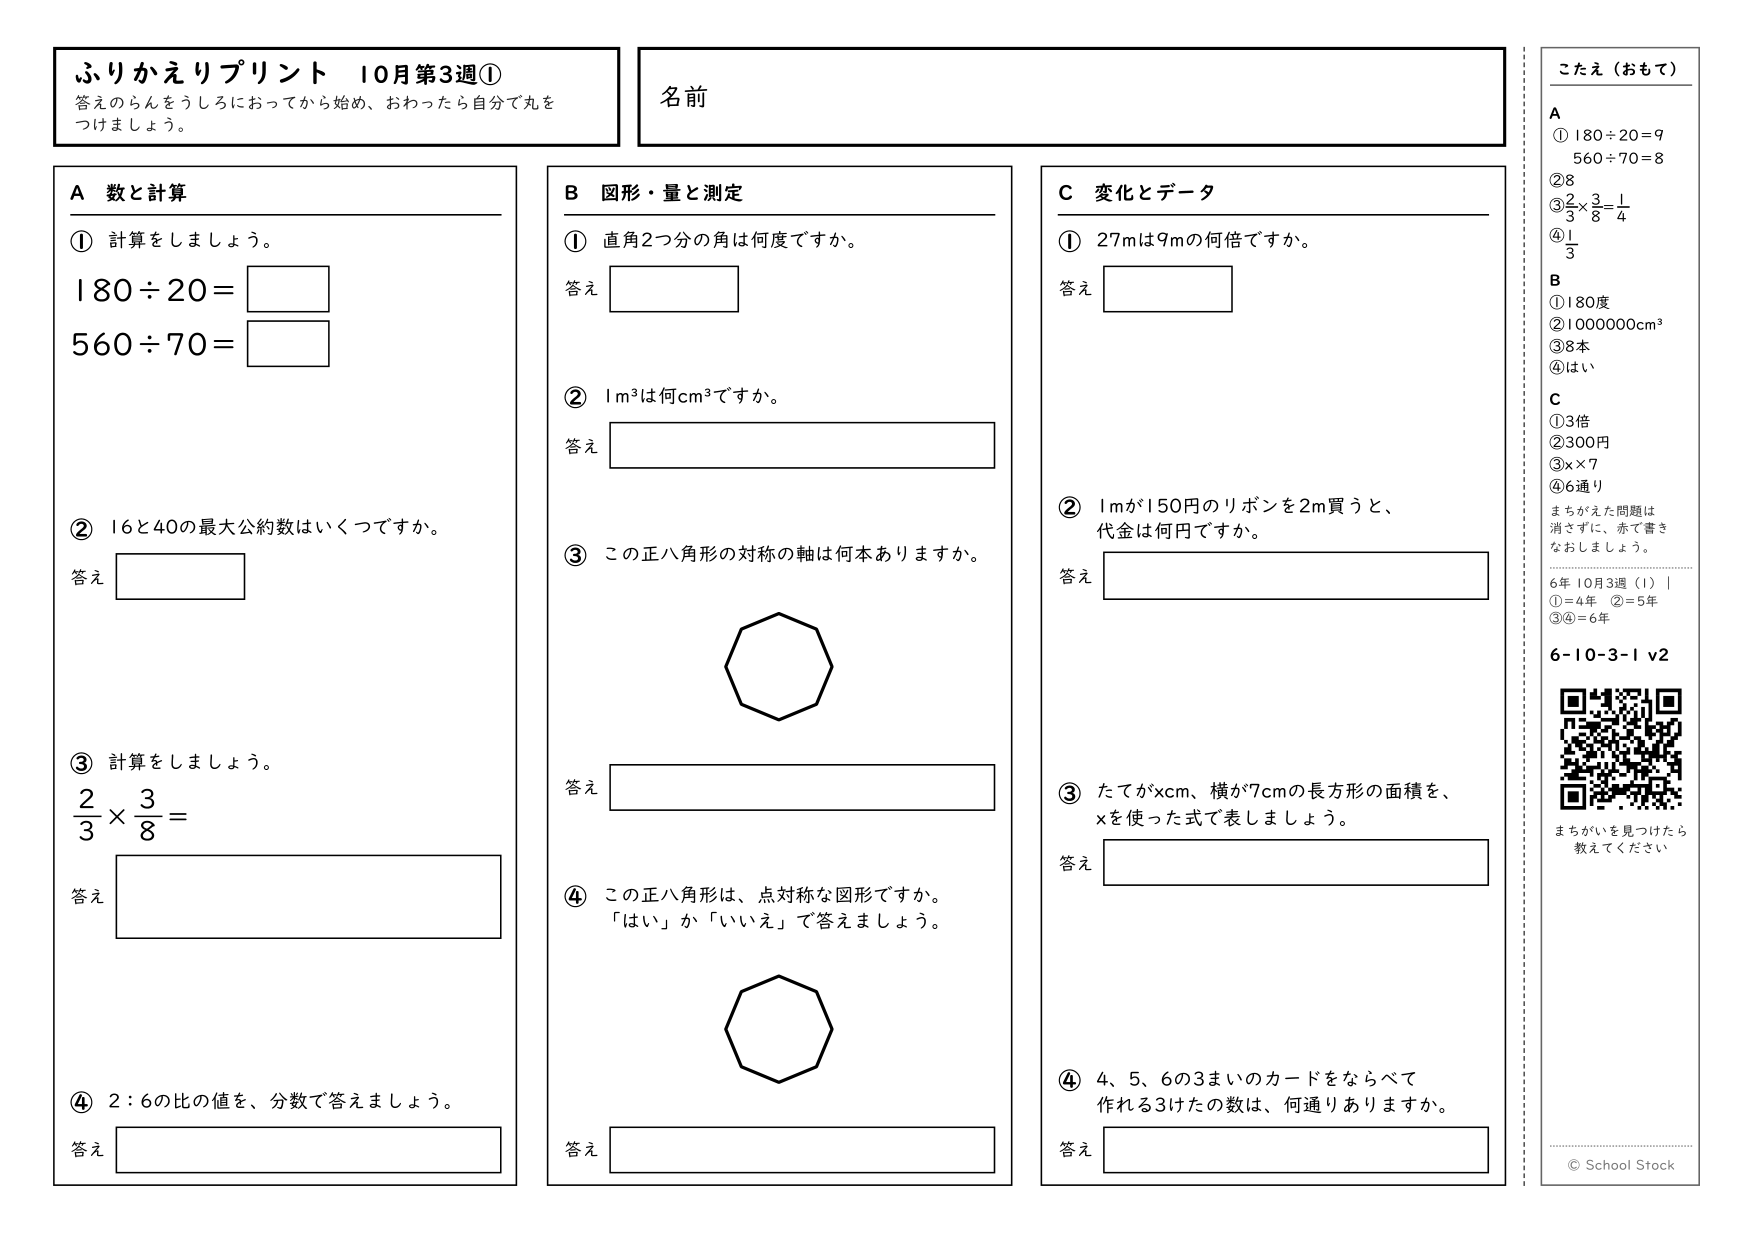 ふりかえりプリント　10月第3週①
答えのらんをうしろにおってから始め、おわったら自分で丸を
つけましょう。
名前
A　数と計算
① 計算をしましょう。
180÷20=
560÷70=
② 16と40の最大公約数はいくつですか。
答え
③ 計算をしましょう。
2/3×3/8=
答え
④ 2：6の比の値を、分数で答えましょう。
答え
B　図形・量と測定
① 直角2つ分の角は何度ですか。
答え
② 1m³は何cm³ですか。
答え
③ この正八角形の対称の軸は何本ありますか。
答え
④ この正八角形は、点対称な図形ですか。
「はい」か「いいえ」で答えましょう。
答え
C　変化とデータ
① 27mは9mの何倍ですか。
答え
② 1mが150円のリボンを2m買うと、
代金は何円ですか。
答え
③ たてがxcm、横が7cmの長方形の面積を、
xを使った式で表しましょう。
答え
④ 4、5、6の3まいのカードをならべて
作れる3けたの数は、何通りありますか。
答え
こたえ（おもて）
A
①180÷20=9
560÷70=8
②8
③2/3×3/8=1/4
④1/3
B
①180度
②1000000cm³
③8本
④はい
C
①3倍
②300円
③x×7
④6通り
まちがえた問題は
消さずに、赤で書き
なおしましょう。
6年 10月3週（1）｜
①=4年　②=5年
③④=6年
6-10-3-1 v2
まちがいを見つけたら
教えてください
© School Stock